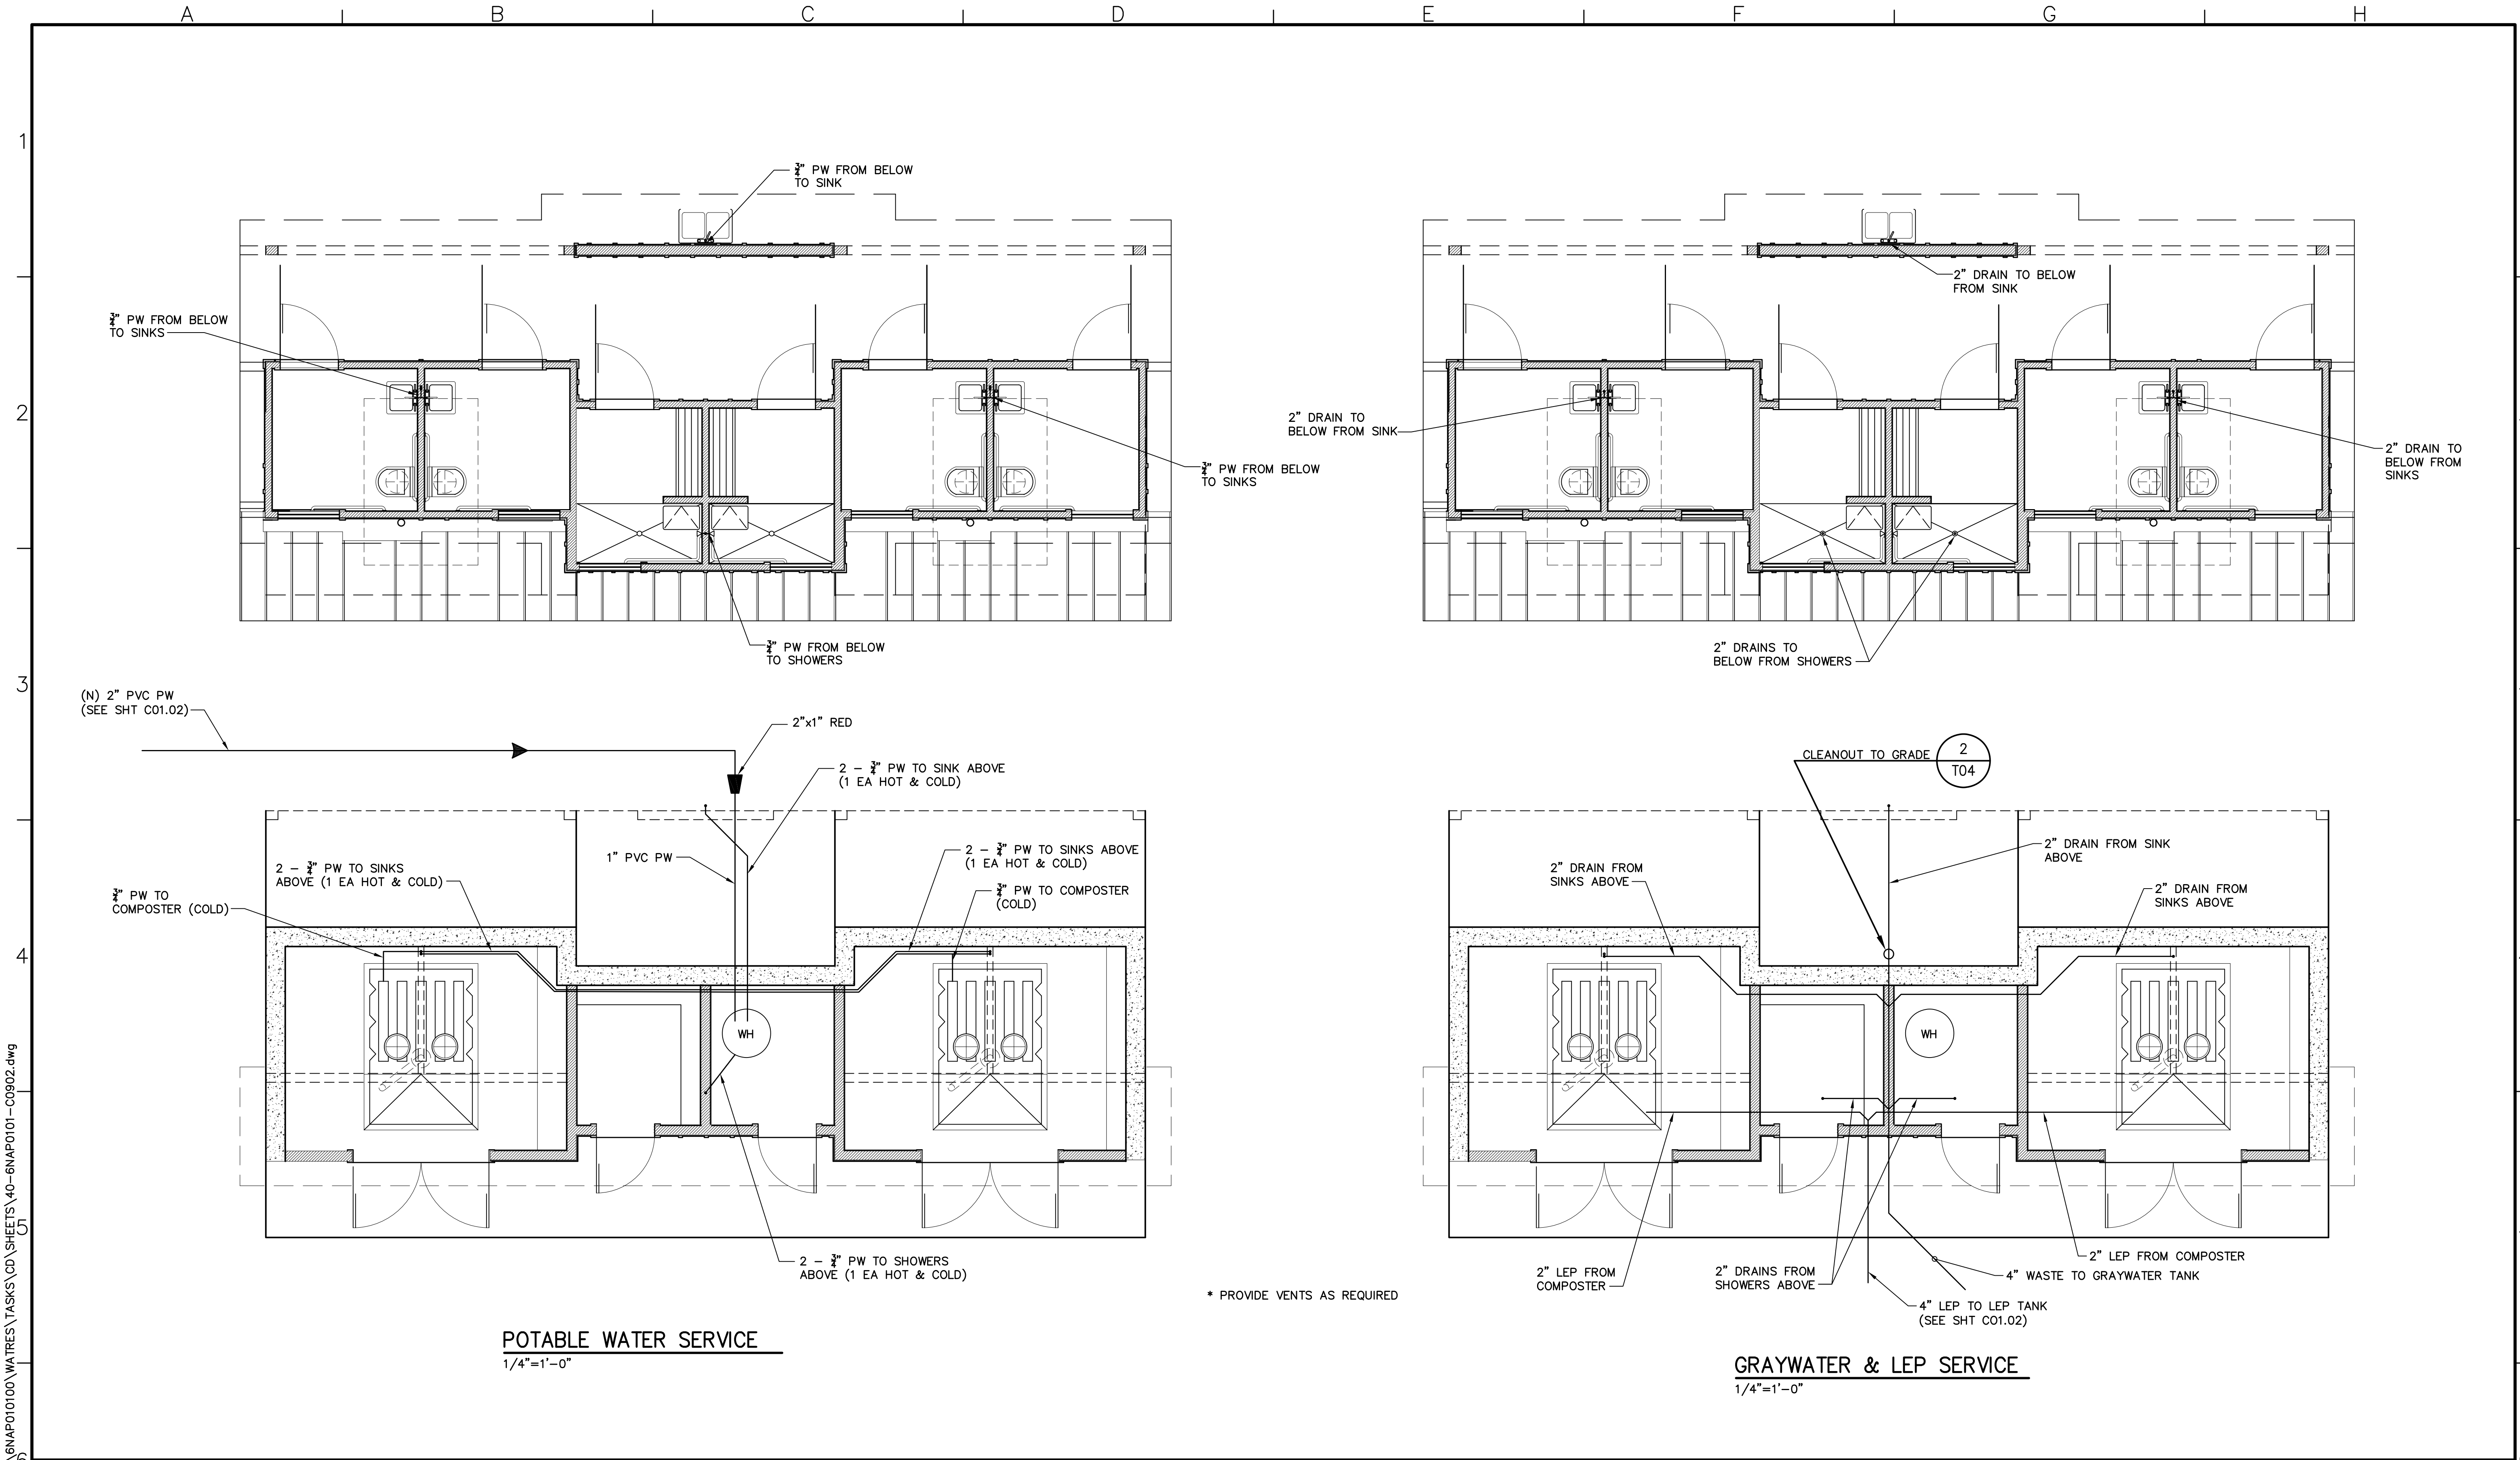 A B C D E F G H
1
¾" PW FROM BELOW
TO SINK
2" DRAIN TO BELOW
FROM SINK
¾" PW FROM BELOW
TO SINKS
2
2" DRAIN TO
BELOW FROM SINK
2" DRAIN TO
BELOW FROM
SINKS
¾" PW FROM BELOW
TO SINKS
¾" PW FROM BELOW
TO SHOWERS
2" DRAINS TO
BELOW FROM SHOWERS
3
(N) 2" PVC PW
(SEE SHT C01.02)
2"x1" RED
2 – ¾" PW TO SINK ABOVE
(1 EA HOT & COLD)
CLEANOUT TO GRADE
2
T04
1" PVC PW
2 – ¾" PW TO SINKS ABOVE
(1 EA HOT & COLD)
2 – ¾" PW TO SINKS
ABOVE (1 EA HOT & COLD)
¾" PW TO COMPOSTER
(COLD)
¾" PW TO
COMPOSTER (COLD)
2" DRAIN FROM SINK
ABOVE
2" DRAIN FROM
SINKS ABOVE
2" DRAIN FROM
SINKS ABOVE
4
WH
WH
5
2 – ¾" PW TO SHOWERS
ABOVE (1 EA HOT & COLD)
2" LEP FROM
COMPOSTER
2" DRAINS FROM
SHOWERS ABOVE
2" LEP FROM COMPOSTER
4" WASTE TO GRAYWATER TANK
4" LEP TO LEP TANK
(SEE SHT C01.02)
* PROVIDE VENTS AS REQUIRED
POTABLE WATER SERVICE
1/4"=1'–0"
GRAYWATER & LEP SERVICE
1/4"=1'–0"
\6NAP010100\WATRES\TASKS\CD\SHEETS\40–6NAP0101–C0902.dwg
6